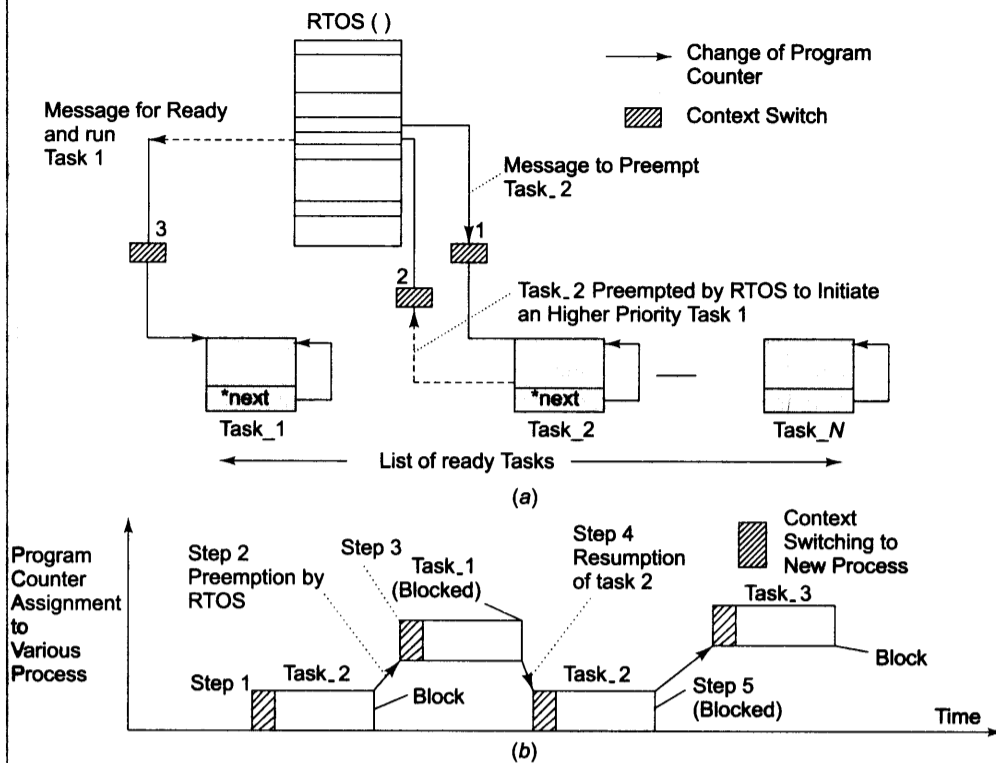 RTOS ( )
Change of Program
Counter
Context Switch
Message for Ready
and run
Task 1
Message to Preempt
Task_2
3
1
2
Task_2 Preempted by RTOS to Initiate
an Higher Priority Task 1
*next
*next
Task_1
Task_2
Task_N
List of ready Tasks
(a)
Program
Counter
Assignment
to
Various
Process
Step 2
Preemption by
RTOS
Step 3
Task_1
(Blocked)
Step 4
Resumption
of task 2
Context
Switching to
New Process
Task_3
Step 1
Task_2
Block
Task_2
Step 5
(Blocked)
Block
Time
(b)